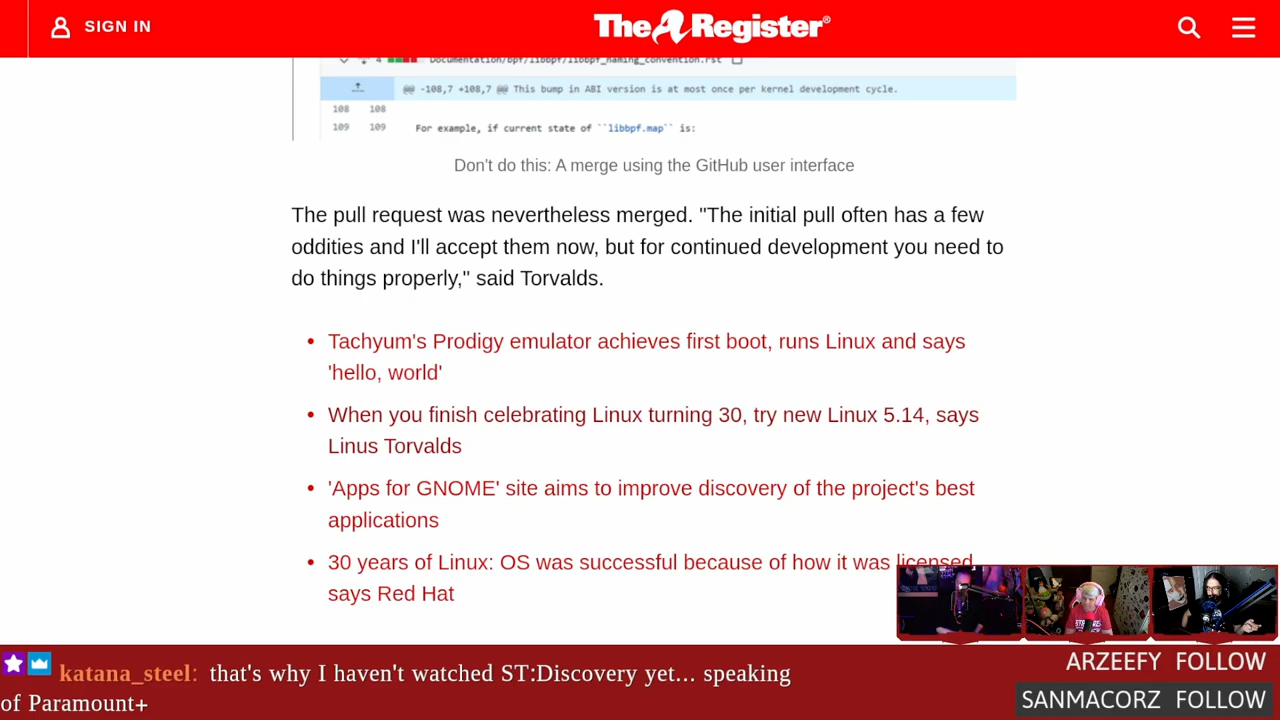 SIGN IN
The Register®
4 Documentation/bpf/libbpf/libbpf_naming_convention.rst
@@ -108,7 +108,7 @@ This bump in ABI version is at most once per kernel development cycle.
108 108
109 109 For example, if current state of ``libbpf.map`` is:
Don't do this: A merge using the GitHub user interface
The pull request was nevertheless merged. "The initial pull often has a few
oddities and I'll accept them now, but for continued development you need to
do things properly," said Torvalds.
• Tachyum's Prodigy emulator achieves first boot, runs Linux and says
'hello, world'
• When you finish celebrating Linux turning 30, try new Linux 5.14, says
Linus Torvalds
• 'Apps for GNOME' site aims to improve discovery of the project's best
applications
• 30 years of Linux: OS was successful because of how it was licensed
says Red Hat
katana_steel: that's why I haven't watched ST:Discovery yet... speaking
of Paramount+
ARZEEFY FOLLOW
SANMACORZ FOLLOW